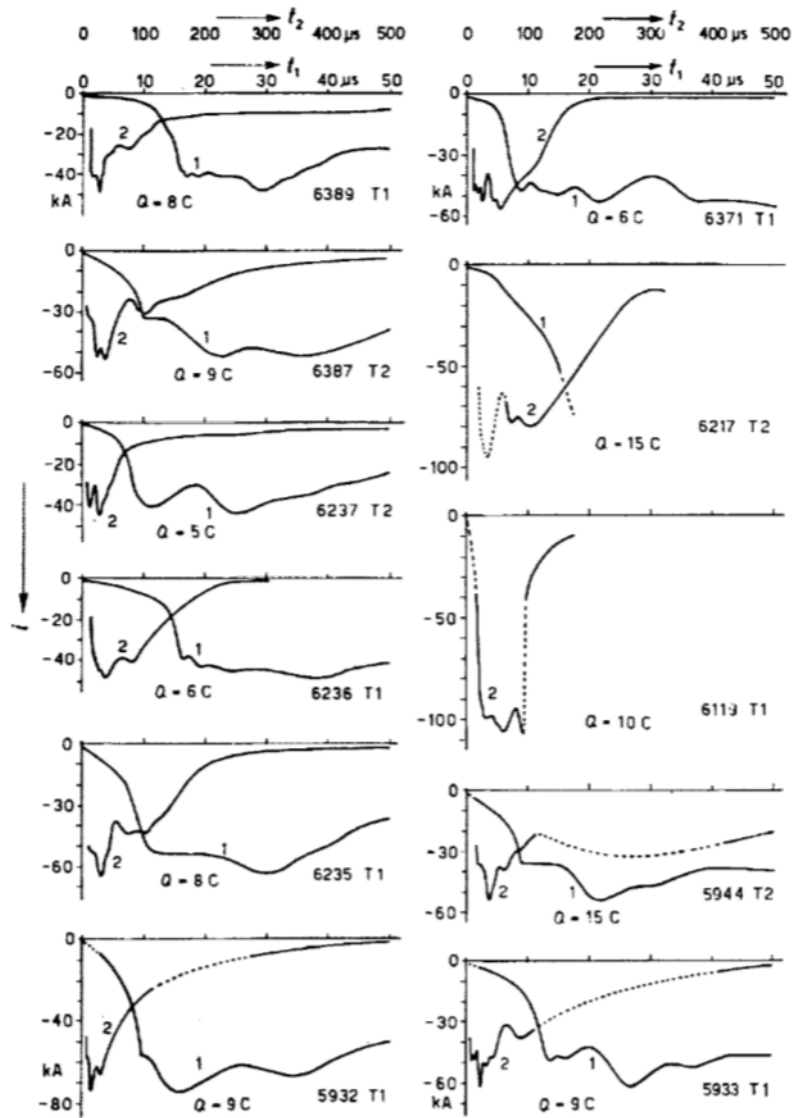 t2
0 100 200 300 400 µs 500
t1
0 10 20 30 40 µs 50
0
-20
-40
kA
2
1
Q = 8 C
6389 T1
0
-30
-60
2
1
Q = 9 C
6387 T2
0
-20
-40
2
1
Q = 5 C
6237 T2
i
0
-20
-40
2
1
Q = 6 C
6236 T1
0
-30
-60
2
1
Q = 8 C
6235 T1
0
-40
kA
-80
2
1
Q = 9 C
5932 T1
t2
0 100 200 300 400 µs 500
t1
0 10 20 30 40 µs 50
0
-30
kA
-60
2
1
Q = 6 C
6371 T1
0
-50
-100
1
2
Q = 15 C
6217 T2
0
-50
-100
2
Q = 10 C
6119 T1
0
-30
-60
2
1
Q = 15 C
5944 T2
0
-30
-60
kA
2
1
Q = 9 C
5933 T1